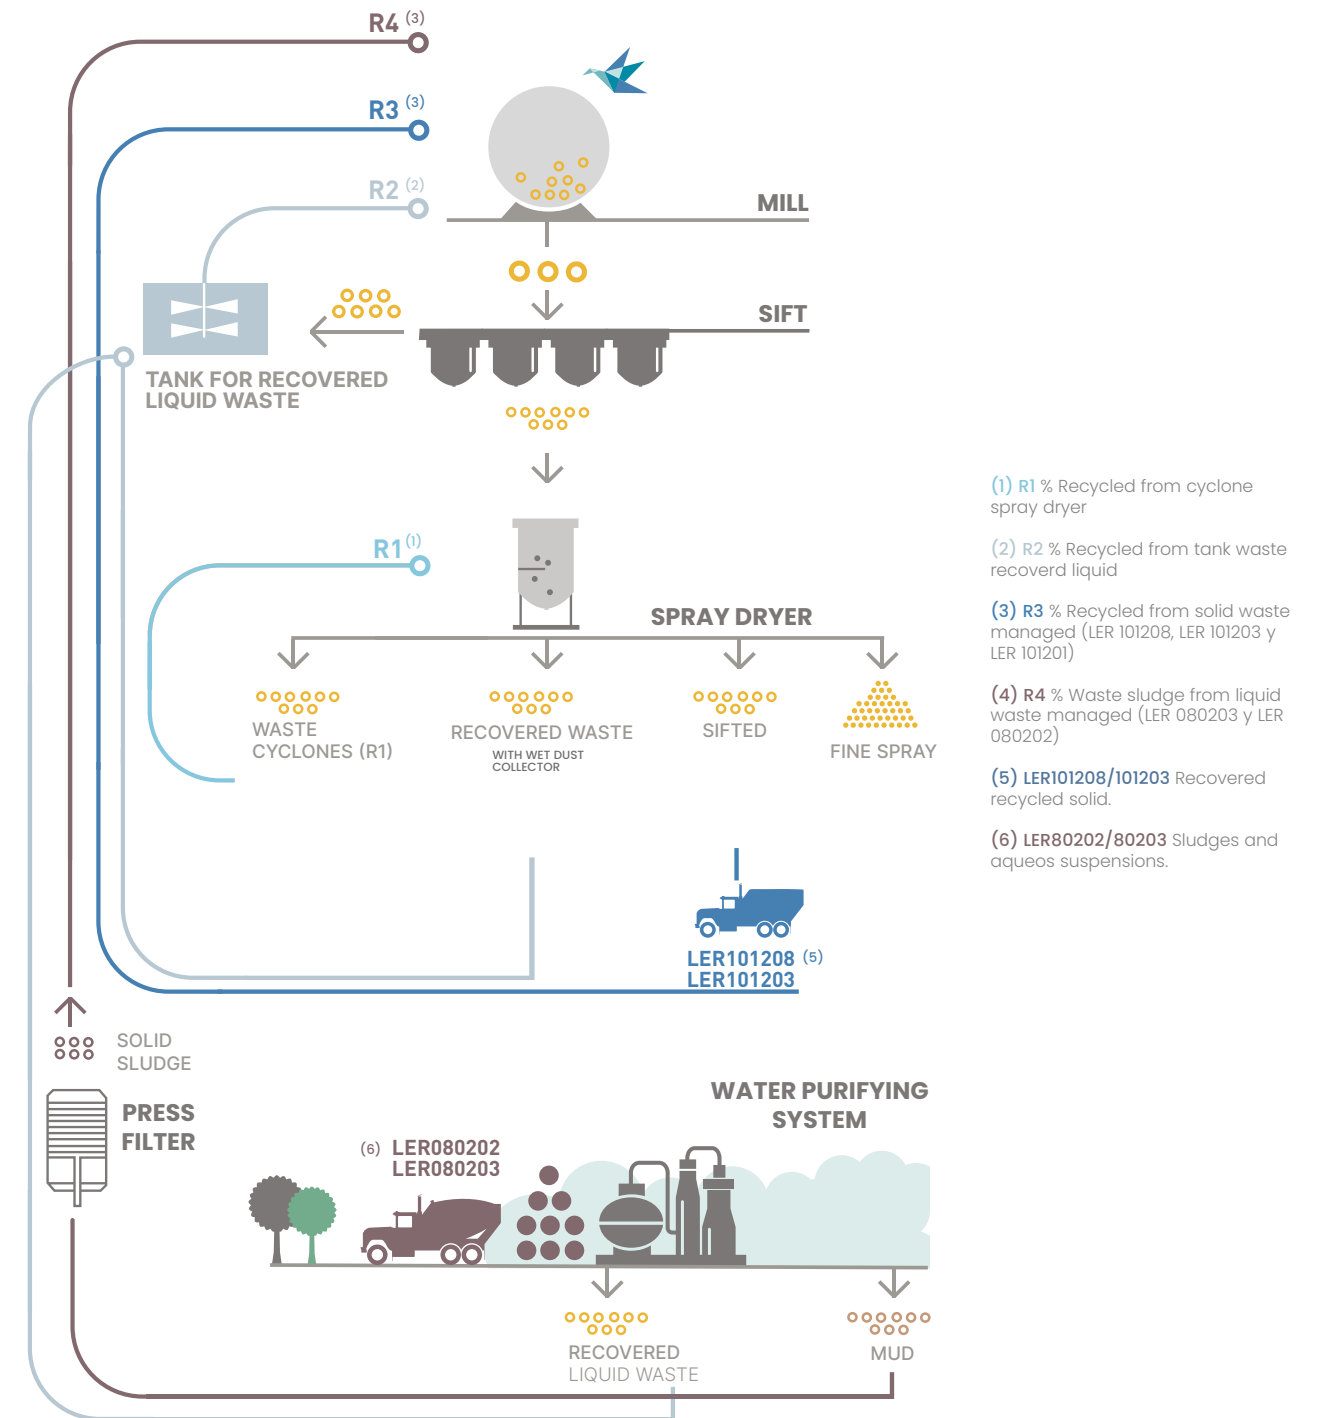 R4 (3)
R3 (3)
R2 (2)
MILL
SIFT
TANK FOR RECOVERED
LIQUID WASTE
R1 (1)
SPRAY DRYER
WASTE
CYCLONES (R1)
RECOVERED WASTE
WITH WET DUST
COLLECTOR
SIFTED
FINE SPRAY
(1) R1 % Recycled from cyclone
spray dryer
(2) R2 % Recycled from tank waste
recoverd liquid
(3) R3 % Recycled from solid waste
managed (LER 101208, LER 101203 y
LER 101201)
(4) R4 % Waste sludge from liquid
waste managed (LER 080203 y LER
080202)
(5) LER101208/101203 Recovered
recycled solid.
(6) LER80202/80203 Sludges and
aqueos suspensions.
LER101208 (5)
LER101203
SOLID
SLUDGE
PRESS
FILTER
WATER PURIFYING
SYSTEM
(6) LER080202
LER080203
RECOVERED
LIQUID WASTE
MUD